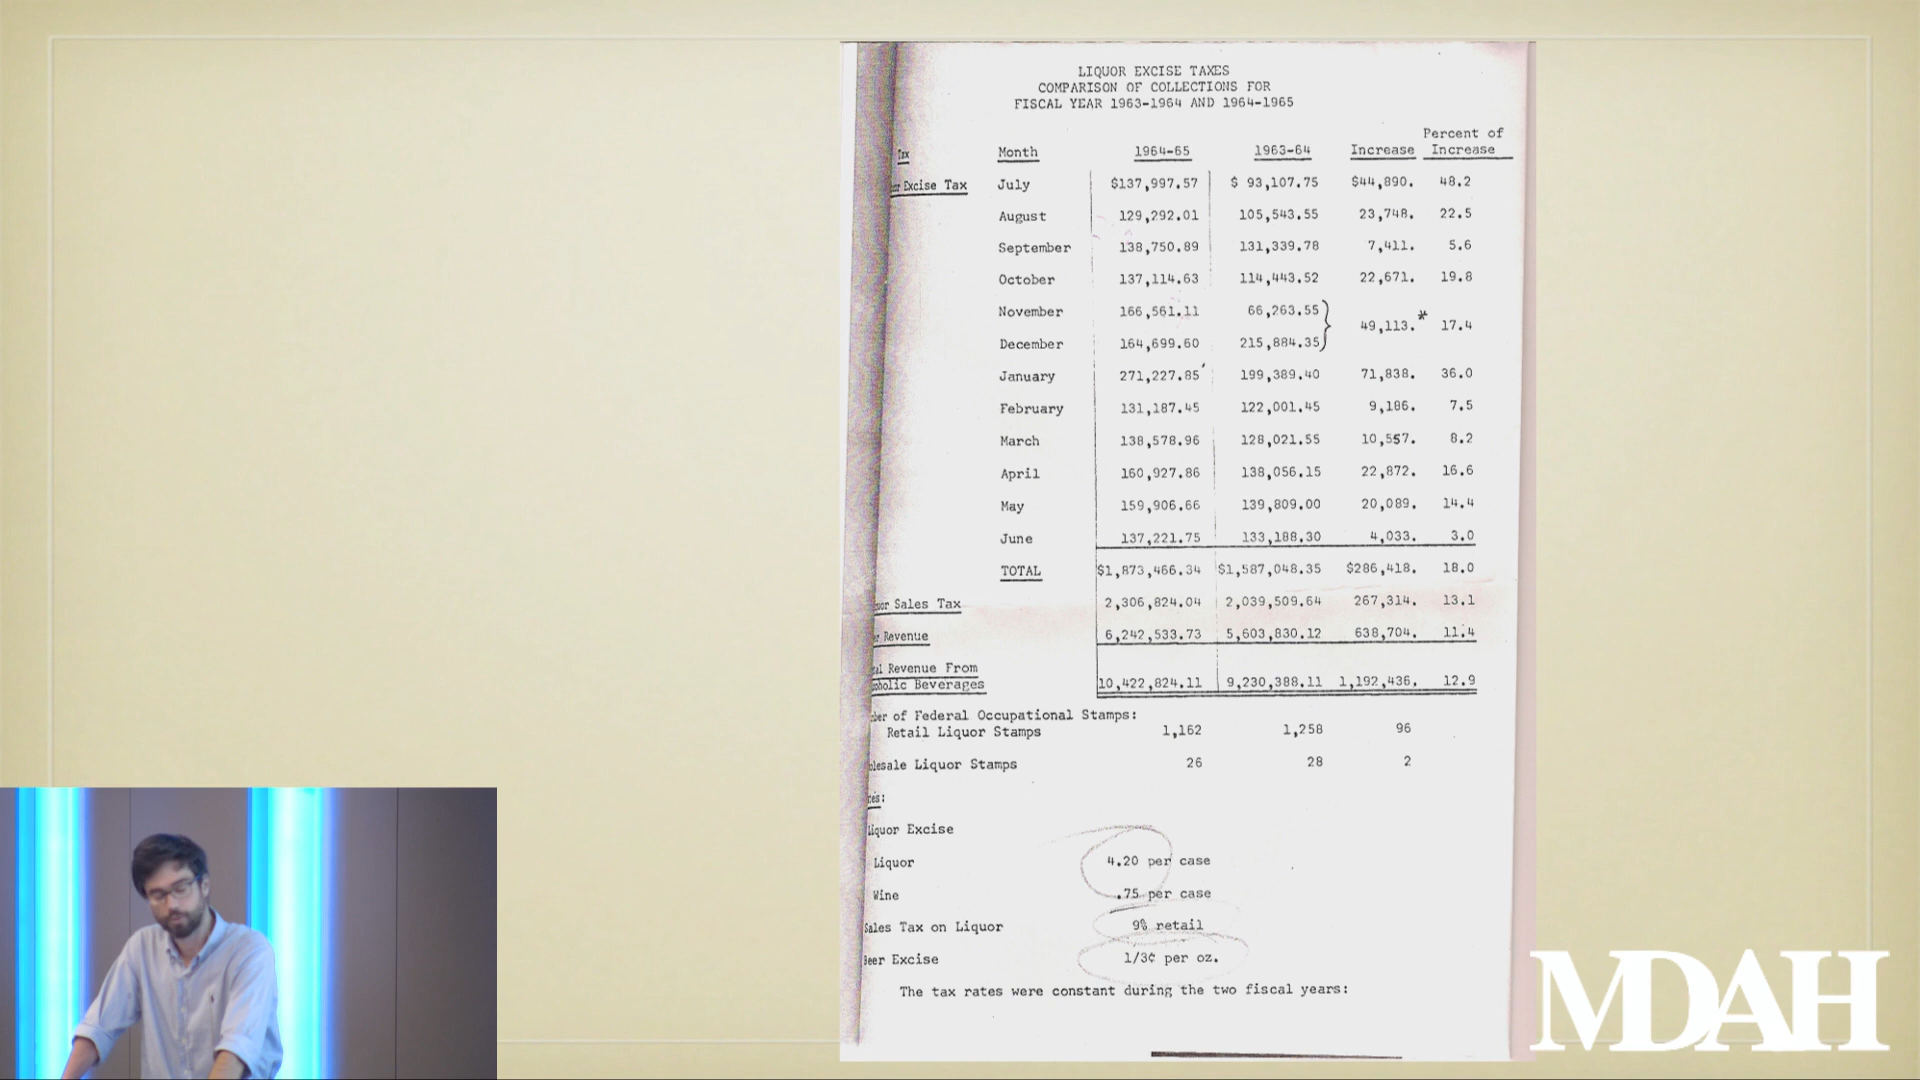 LIQUOR EXCISE TAXES
COMPARISON OF COLLECTIONS FOR
FISCAL YEAR 1963-1964 AND 1964-1965
Tax Month 1964-65 1963-64 Increase Percent of Increase
Excise Tax July $137,997.57 $ 93,107.75 $44,890. 48.2
August 129,292.01 105,543.55 23,748. 22.5
September 138,750.89 131,339.78 7,411. 5.6
October 137,114.63 114,443.52 22,671. 19.8
November 166,561.11 66,263.55
49,113.* 17.4
December 164,699.60 215,884.35
January 271,227.85 199,389.40 71,838. 36.0
February 131,187.45 122,001.45 9,186. 7.5
March 138,578.96 128,021.55 10,557. 8.2
April 160,927.86 138,056.15 22,872. 16.6
May 159,906.66 139,809.00 20,089. 14.4
June 137,221.75 133,188.30 4,033. 3.0
TOTAL $1,873,466.34 $1,587,048.35 $286,418. 18.0
Sales Tax 2,306,824.04 2,039,509.64 267,314. 13.1
Revenue 6,242,533.73 5,603,830.12 638,704. 11.4
Revenue From
Beverages 10,422,824.11 9,230,388.11 1,192,436. 12.9
of Federal Occupational Stamps:
Retail Liquor Stamps 1,162 1,258 96
Liquor Stamps 26 28 2
Liquor Excise
Liquor 4.20 per case
Wine .75 per case
Sales Tax on Liquor 9% retail
Beer Excise 1/3¢ per oz.
The tax rates were constant during the two fiscal years:
MDAH